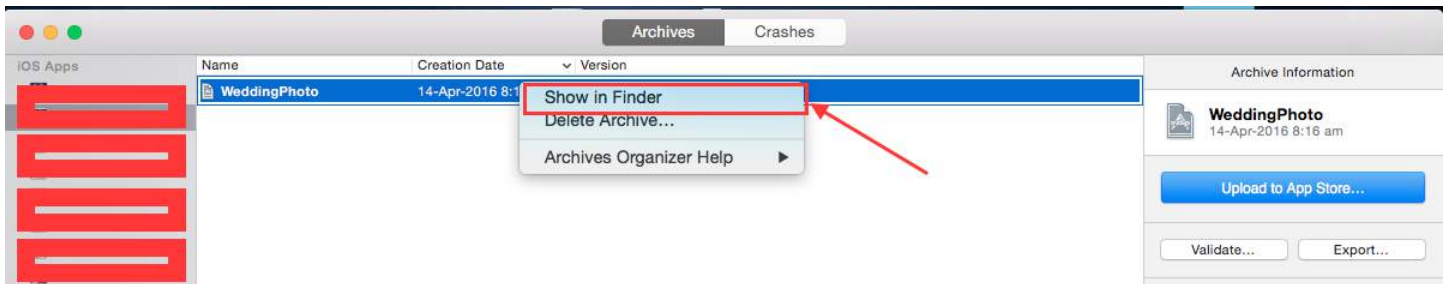 Archives Crashes
iOS Apps
Name Creation Date Version
WeddingPhoto 14-Apr-2016 8:1
Show in Finder
Delete Archive...
Archives Organizer Help
Archive Information
WeddingPhoto
14-Apr-2016 8:16 am
Upload to App Store...
Validate... Export...